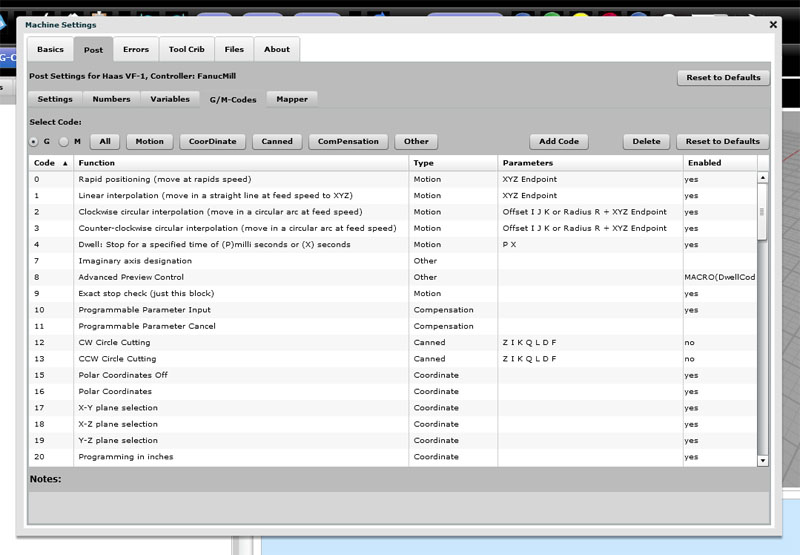 Machine Settings
G-C
Basics Post Errors Tool Crib Files About
Post Settings for Haas VF-1, Controller: FanucMill Reset to Defaults
Settings Numbers Variables G/M-Codes Mapper
Select Code:
G M All Motion CoorDinate Canned ComPensation Other Add Code Delete Reset to Defaults
Code Function Type Parameters Enabled
0 Rapid positioning (move at rapids speed) Motion XYZ Endpoint yes
1 Linear interpolation (move in a straight line at feed speed to XYZ) Motion XYZ Endpoint yes
2 Clockwise circular interpolation (move in a circular arc at feed speed) Motion Offset I J K or Radius R + XYZ Endpoint yes
3 Counter-clockwise circular interpolation (move in a circular arc at feed speed) Motion Offset I J K or Radius R + XYZ Endpoint yes
4 Dwell: Stop for a specified time of (P)milli seconds or (X) seconds Motion P X yes
7 Imaginary axis designation Other
8 Advanced Preview Control Other MACRO(DwellCod
9 Exact stop check (just this block) Motion yes
10 Programmable Parameter Input Compensation yes
11 Programmable Parameter Cancel Compensation
12 CW Circle Cutting Canned Z I K Q L D F no
13 CCW Circle Cutting Canned Z I K Q L D F no
15 Polar Coordinates Off Coordinate yes
16 Polar Coordinates Coordinate yes
17 X-Y plane selection Coordinate yes
18 X-Z plane selection Coordinate yes
19 Y-Z plane selection Coordinate yes
20 Programming in inches Coordinate yes
Notes: